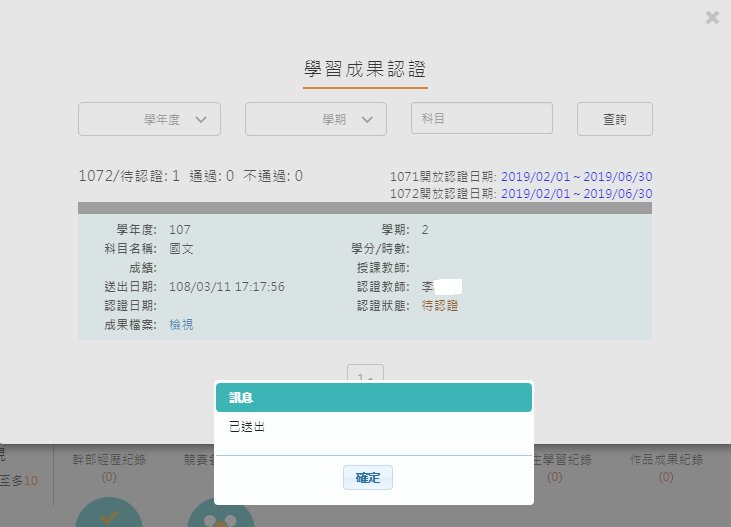 學習成果認證
學年度 學期 科目 查詢
1072/待認證: 1 通過: 0 不通過: 0
1071開放認證日期: 2019/02/01 ~ 2019/06/30
1072開放認證日期: 2019/02/01 ~ 2019/06/30
學年度: 107 學期: 2
科目名稱: 國文 學分/時數:
成績: 授課教師:
送出日期: 108/03/11 17:17:56 認證教師: 李
認證日期: 認證狀態: 待認證
成果檔案: 檢視
1
訊息
已送出
確定
幹部經歷紀錄 競賽 主學習紀錄 作品成果紀錄
至多10 (0) (0) (0)